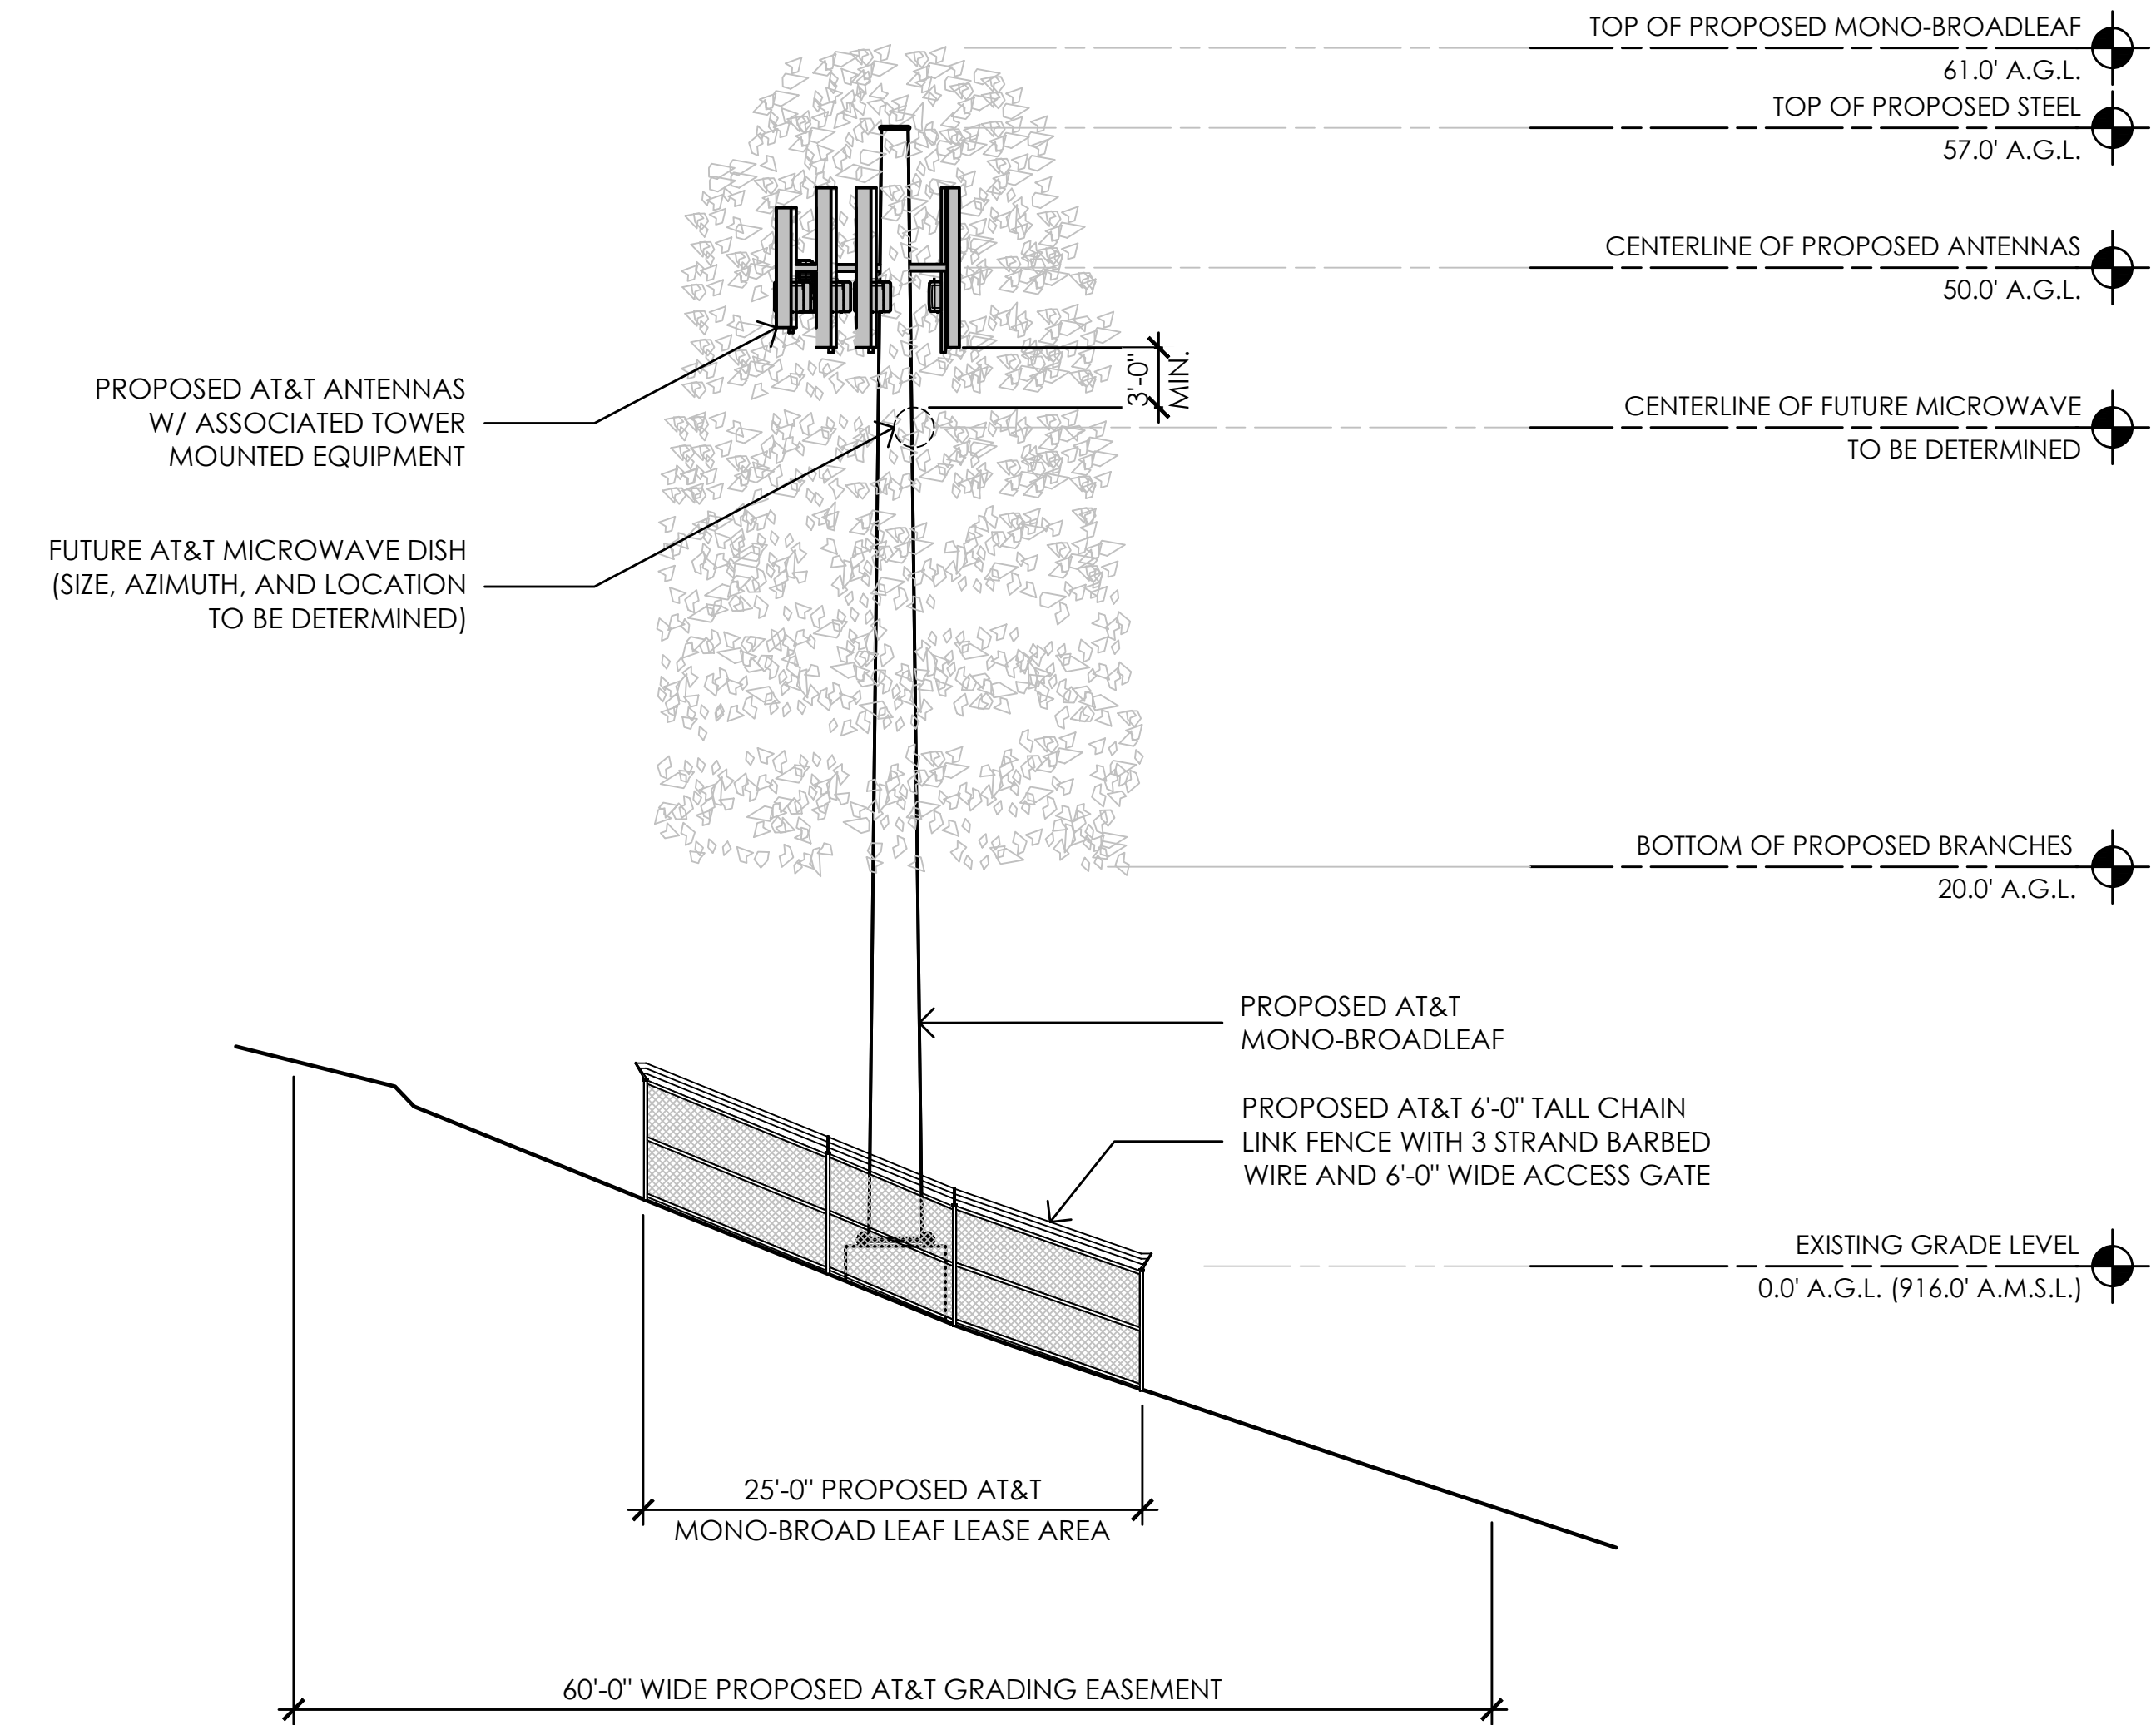 TOP OF PROPOSED MONO-BROADLEAF
61.0' A.G.L.
TOP OF PROPOSED STEEL
57.0' A.G.L.
CENTERLINE OF PROPOSED ANTENNAS
50.0' A.G.L.
3'-0"
MIN.
PROPOSED AT&T ANTENNAS
W/ ASSOCIATED TOWER
MOUNTED EQUIPMENT
CENTERLINE OF FUTURE MICROWAVE
TO BE DETERMINED
FUTURE AT&T MICROWAVE DISH
(SIZE, AZIMUTH, AND LOCATION
TO BE DETERMINED)
BOTTOM OF PROPOSED BRANCHES
20.0' A.G.L.
PROPOSED AT&T
MONO-BROADLEAF
PROPOSED AT&T 6'-0" TALL CHAIN
LINK FENCE WITH 3 STRAND BARBED
WIRE AND 6'-0" WIDE ACCESS GATE
EXISTING GRADE LEVEL
0.0' A.G.L. (916.0' A.M.S.L.)
25'-0" PROPOSED AT&T
MONO-BROAD LEAF LEASE AREA
60'-0" WIDE PROPOSED AT&T GRADING EASEMENT